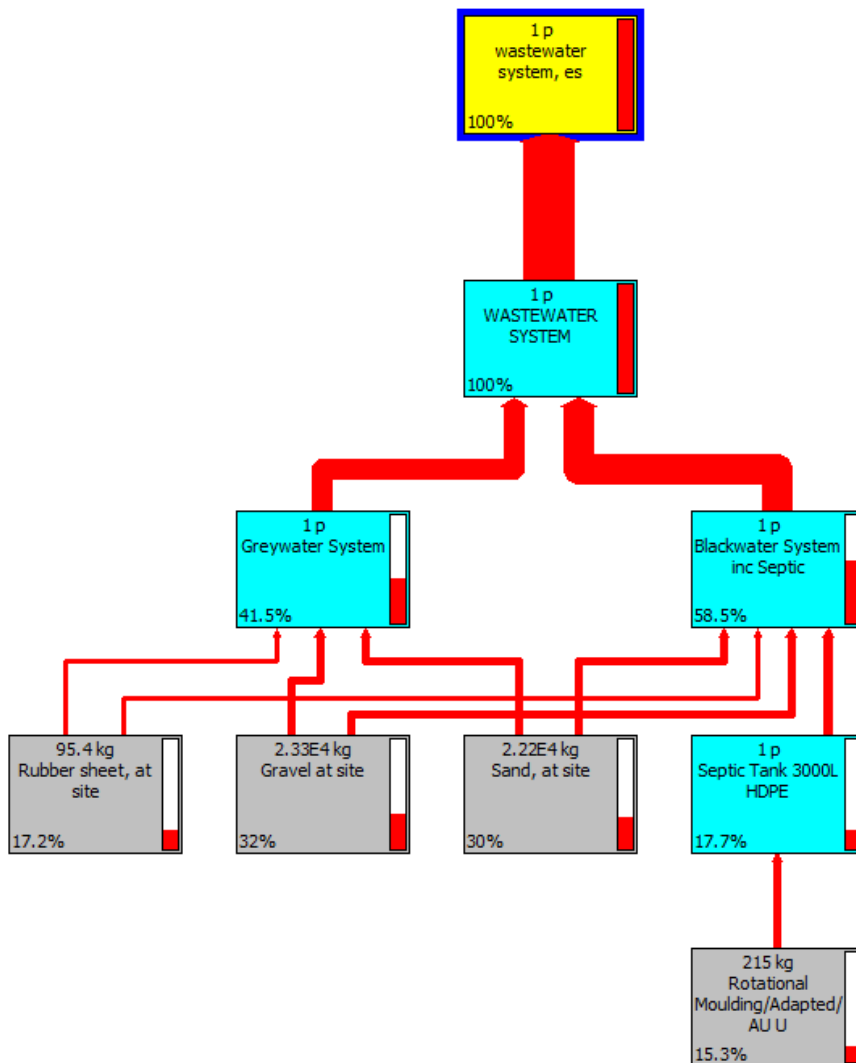 1 p
wastewater
system, es
100%
1 p
WASTEWATER
SYSTEM
100%
1 p
Greywater System
41.5%
1 p
Blackwater System
inc Septic
58.5%
95.4 kg
Rubber sheet, at
site
17.2%
2.33E4 kg
Gravel at site
32%
2.22E4 kg
Sand, at site
30%
1 p
Septic Tank 3000L
HDPE
17.7%
215 kg
Rotational
Moulding/Adapted/
AU U
15.3%